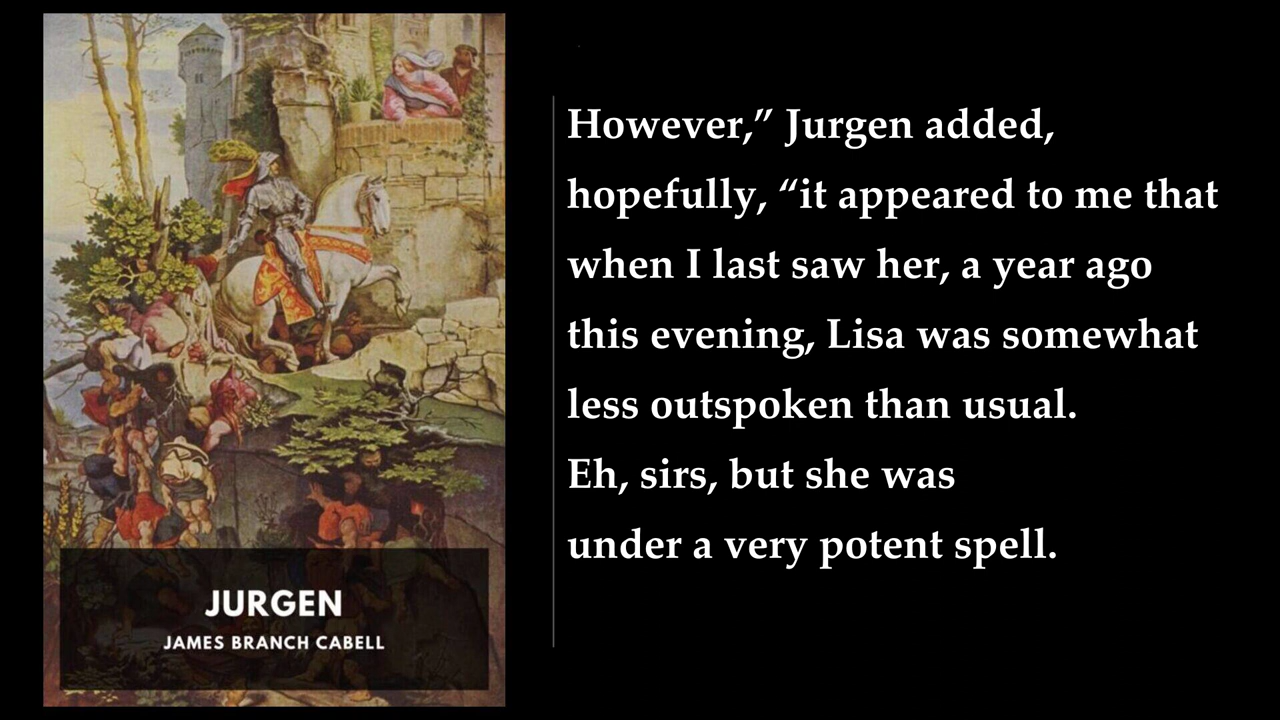 However,” Jurgen added,
hopefully, “it appeared to me that
when I last saw her, a year ago
this evening, Lisa was somewhat
less outspoken than usual.
Eh, sirs, but she was
under a very potent spell.
JURGEN
JAMES BRANCH CABELL